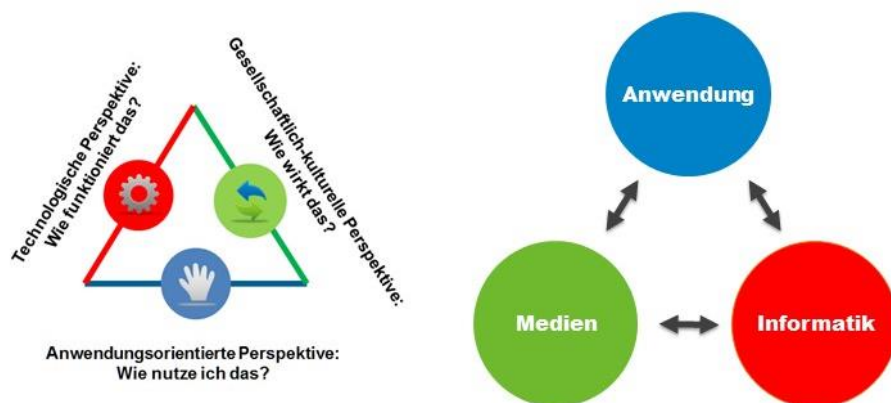 Technologische Perspektive:
Wie funktioniert das?
Gesellschaftlich-kulturelle Perspektive:
Wie wirkt das?
Anwendungsorientierte Perspektive:
Wie nutze ich das?
Anwendung
Medien
Informatik